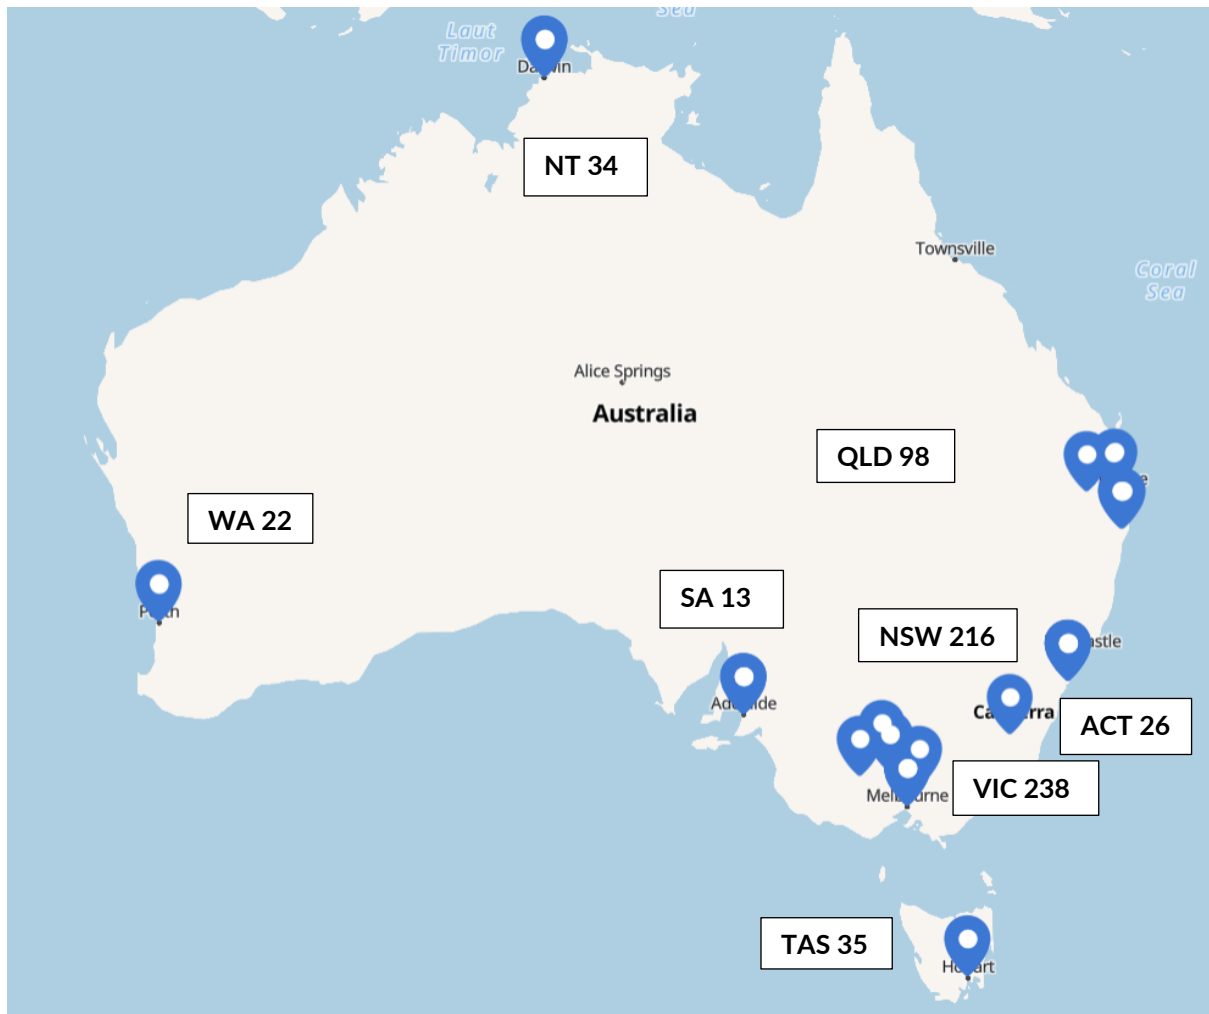 Sea
Laut
Timor
NT 34
Townsville
Coral
Sea
Alice Springs
Australia
QLD 98
WA 22
SA 13
NSW 216
ACT 26
VIC 238
TAS 35